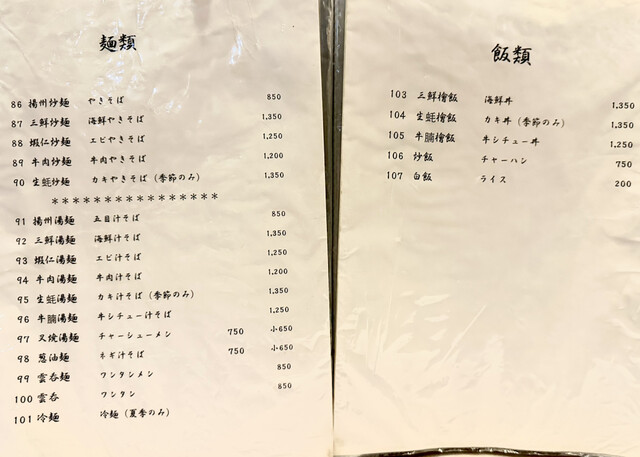 麺類
86 揚州炒麺 やきそば 850
87 三鮮炒麺 海鮮やきそば 1,350
88 蝦仁炒麺 エビやきそば 1,250
89 牛肉炒麺 牛肉やきそば 1,200
90 生蚝炒麺 カキやきそば (季節のみ) 1,350
*****************
91 揚州湯麺 五目汁そば 850
92 三鮮湯麺 海鮮汁そば 1,350
93 蝦仁湯麺 エビ汁そば 1,250
94 牛肉湯麺 牛肉汁そば 1,200
95 生蚝湯麺 カキ汁そば (季節のみ) 1,350
96 牛腩湯麺 牛シチュー汁そば 1,250
97 叉焼湯麺 チャーシューメン 750 小650
98 葱油麺 ネギ汁そば 750 小650
99 雲呑麺 ワンタンメン 850
100 雲呑 ワンタン 850
101 冷麺 冷麺 (夏季のみ)
飯類
103 三鮮檜飯 海鮮丼 1,350
104 生蚝檜飯 カキ丼 (季節のみ) 1,350
105 牛腩檜飯 牛シチュー丼 1,250
106 炒飯 チャーハン 750
107 白飯 ライス 200